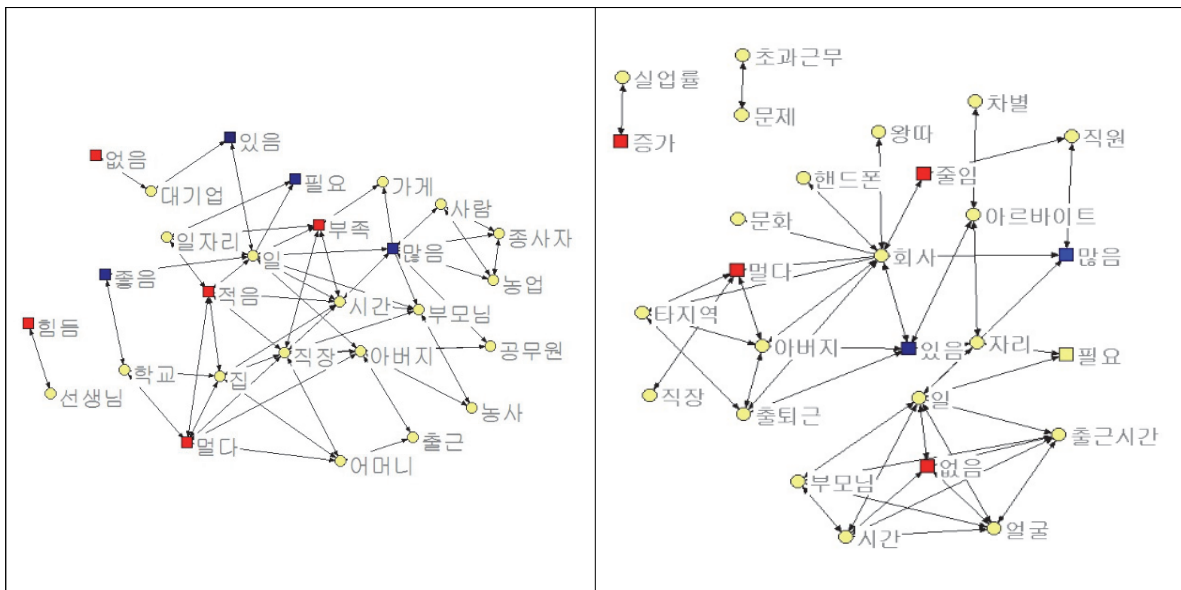 있음
없음
대기업
필요
가게
사람
일자리
부족
종사자
일
많음
좋음
농업
적음
시간
부모님
힘듬
직장
아버지
공무원
학교
집
선생님
농사
멀다
출근
어머니
초과근무
실업률
차별
문제
왕따
직원
증가
줄임
핸드폰
문화
아르바이트
회사
많음
멀다
타지역
아버지
있음
자리
필요
직장
일
출퇴근
출근시간
없음
부모님
얼굴
시간